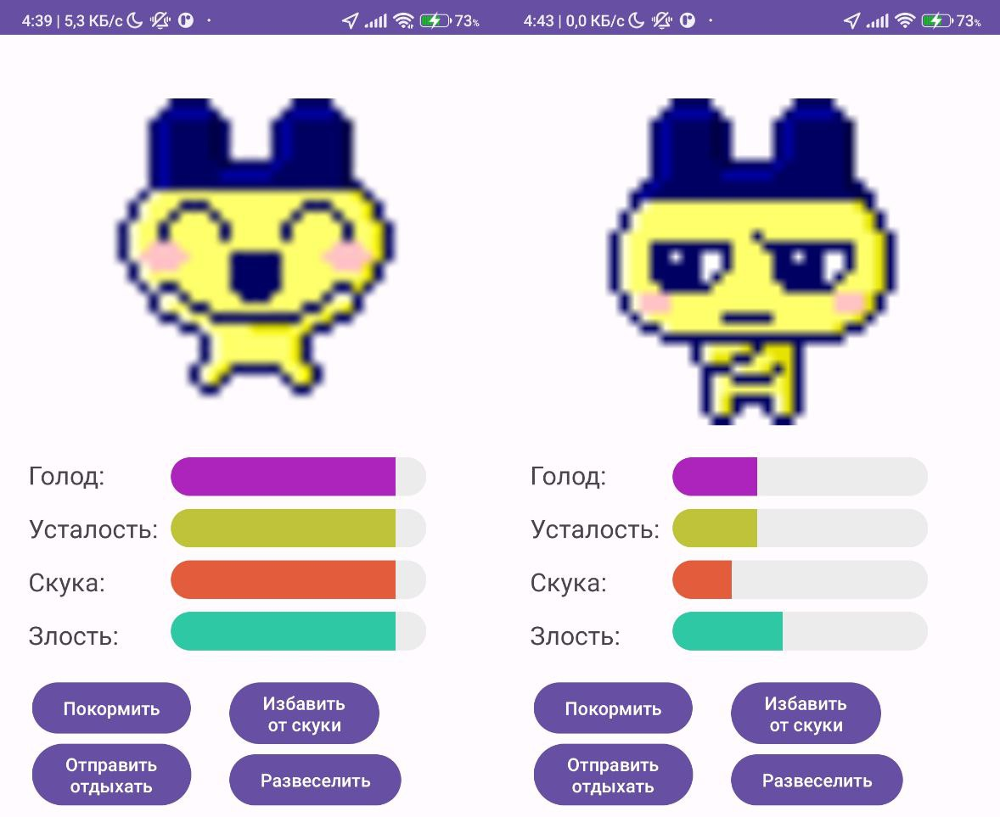 4:39 | 5,3 КБ/с
73%
Голод:
Усталость:
Скука:
Злость:
Покормить
Избавить
от скуки
Отправить
отдыхать
Развеселить
4:43 | 0,0 КБ/с
73%
Голод:
Усталость:
Скука:
Злость:
Покормить
Избавить
от скуки
Отправить
отдыхать
Развеселить